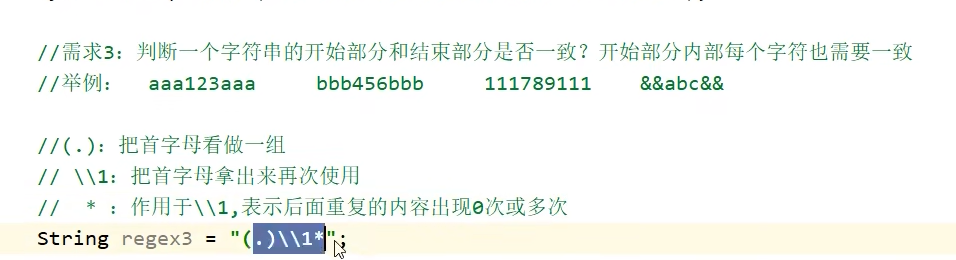 //需求3：判断一个字符串的开始部分和结束部分是否一致？开始部分内部每个字符也需要一致
//举例：  aaa123aaa     bbb456bbb     111789111    &&abc&&
//(.)：把首字母看做一组
// \\1：把首字母拿出来再次使用
//  * ：作用于\\1,表示后面重复的内容出现0次或多次
String regex3 = "(.)\\1*";